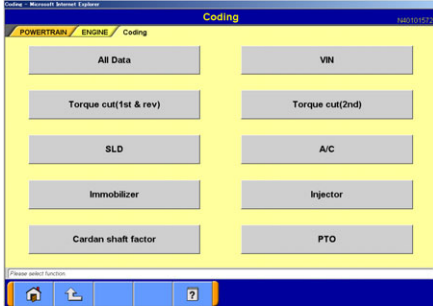 Coding - Microsoft Internet Explorer
Coding
N40101572
POWERTRAIN ENGINE Coding
All Data VIN
Torque cut(1st & rev) Torque cut(2nd)
SLD A/C
Immobilizer Injector
Cardan shaft factor PTO
Please select function
?